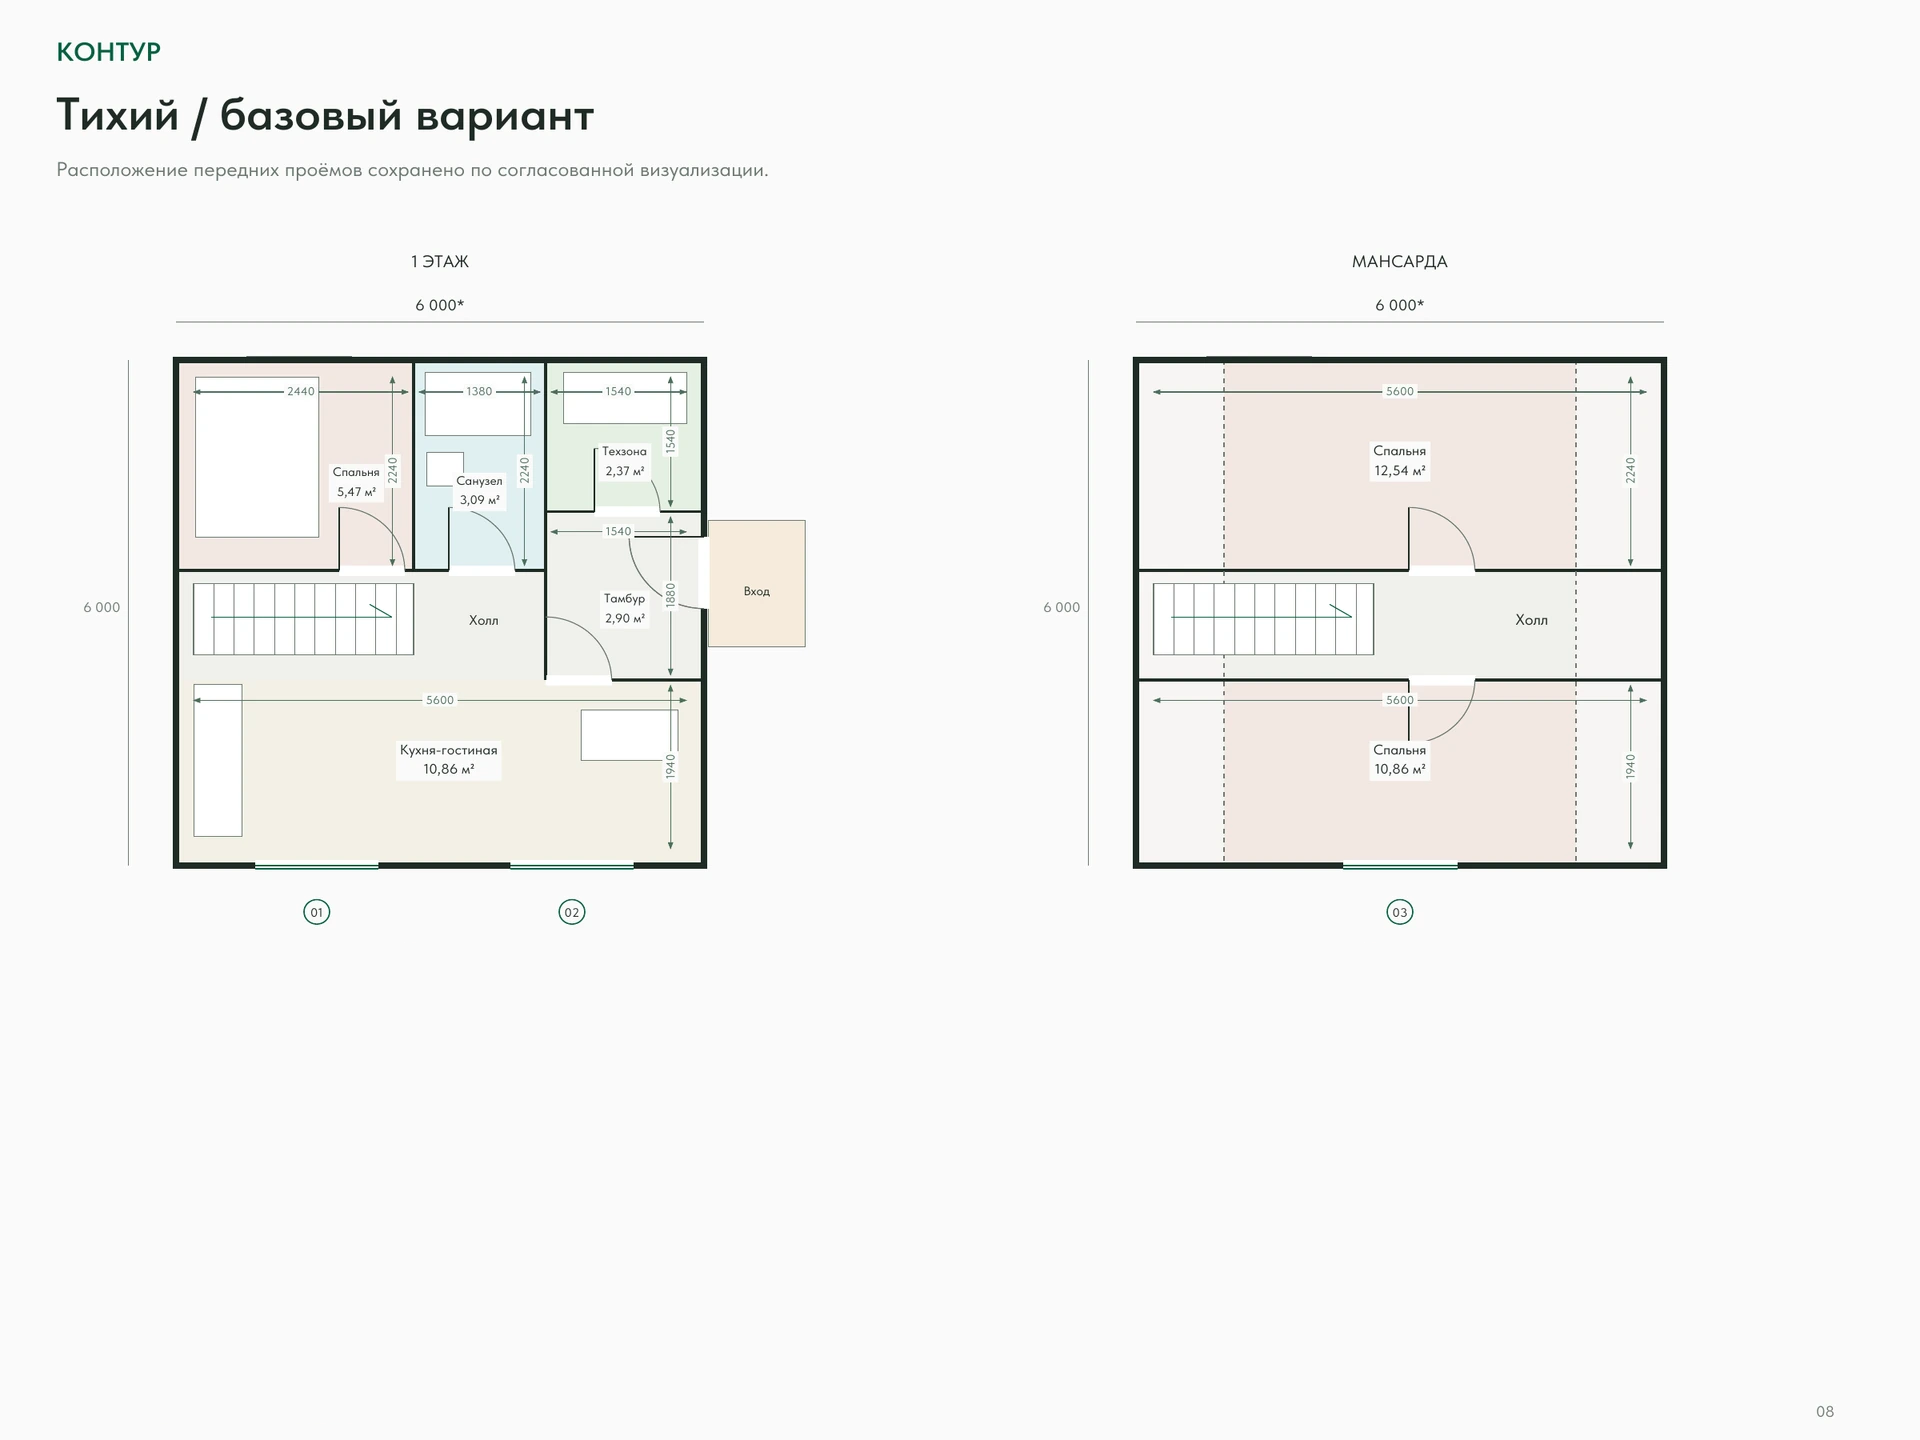 КОНТУР
Тихий / базовый вариант
Расположение передних проёмов сохранено по согласованной визуализации.
1 ЭТАЖ
6 000*
6 000
2440
2240
Спальня
5,47 м²
1380
2240
Санузел
3,09 м²
1540
1540
Техзона
2,37 м²
1540
1880
Тамбур
2,90 м²
Вход
Холл
5600
1940
Кухня-гостиная
10,86 м²
01
02
МАНСАРДА
6 000*
6 000
5600
2240
Спальня
12,54 м²
Холл
5600
1940
Спальня
10,86 м²
03
08